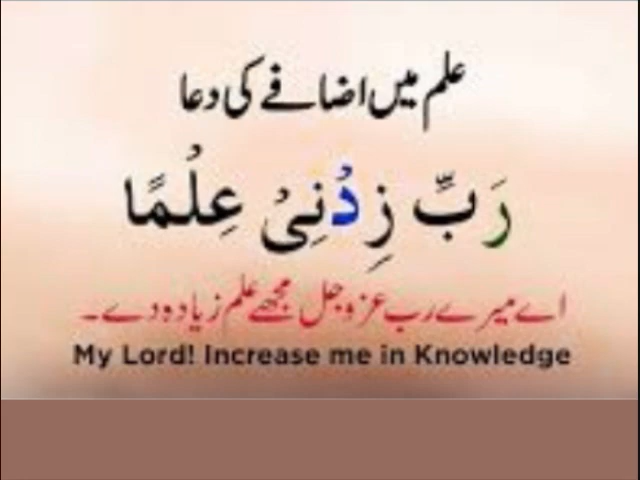 علم میں اضافے کی دعا
رَبِّ زِدْنِیْ عِلْمًا
اے میرے رب عزوجل مجھے علم زیادہ دے۔
My Lord! Increase me in Knowledge